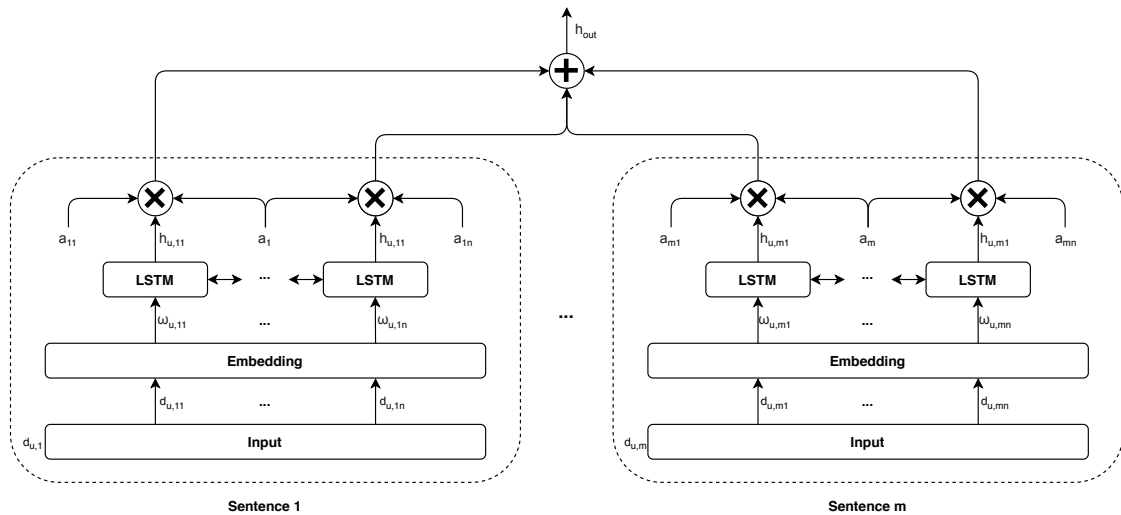 h_out
a_11 h_u,11 a_1 h_u,11 a_1n a_m1 h_u,m1 a_m h_u,m1 a_mn
LSTM ... LSTM LSTM ... LSTM
ω_u,11 ... ω_u,1n ... ω_u,m1 ... ω_u,mn
Embedding Embedding
d_u,11 ... d_u,1n d_u,m1 ... d_u,mn
d_u,1 Input d_u,m Input
Sentence 1 Sentence m